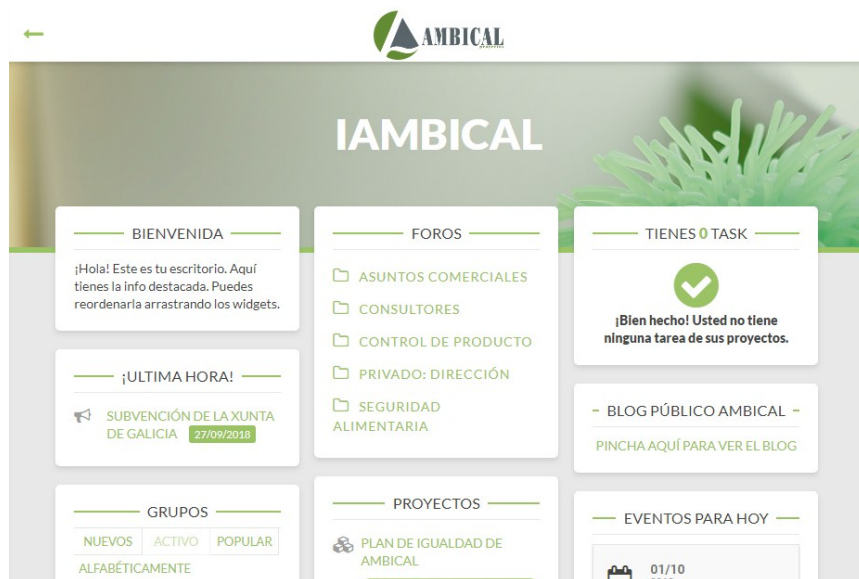 AMBICAL
IAMBICAL
BIENVENIDA
¡Hola! Este es tu escritorio. Aquí
tienes la info destacada. Puedes
reordenarla arrastrando los widgets.
¡ULTIMA HORA!
SUBVENCIÓN DE LA XUNTA
DE GALICIA 27/09/2018
GRUPOS
NUEVOS ACTIVO POPULAR
ALFABÉTICAMENTE
FOROS
ASUNTOS COMERCIALES
CONSULTORES
CONTROL DE PRODUCTO
PRIVADO: DIRECCIÓN
SEGURIDAD
ALIMENTARIA
PROYECTOS
PLAN DE IGUALDAD DE
AMBICAL
TIENES 0 TASK
¡Bien hecho! Usted no tiene
ninguna tarea de sus proyectos.
BLOG PÚBLICO AMBICAL
PINCHA AQUÍ PARA VER EL BLOG
EVENTOS PARA HOY
01/10